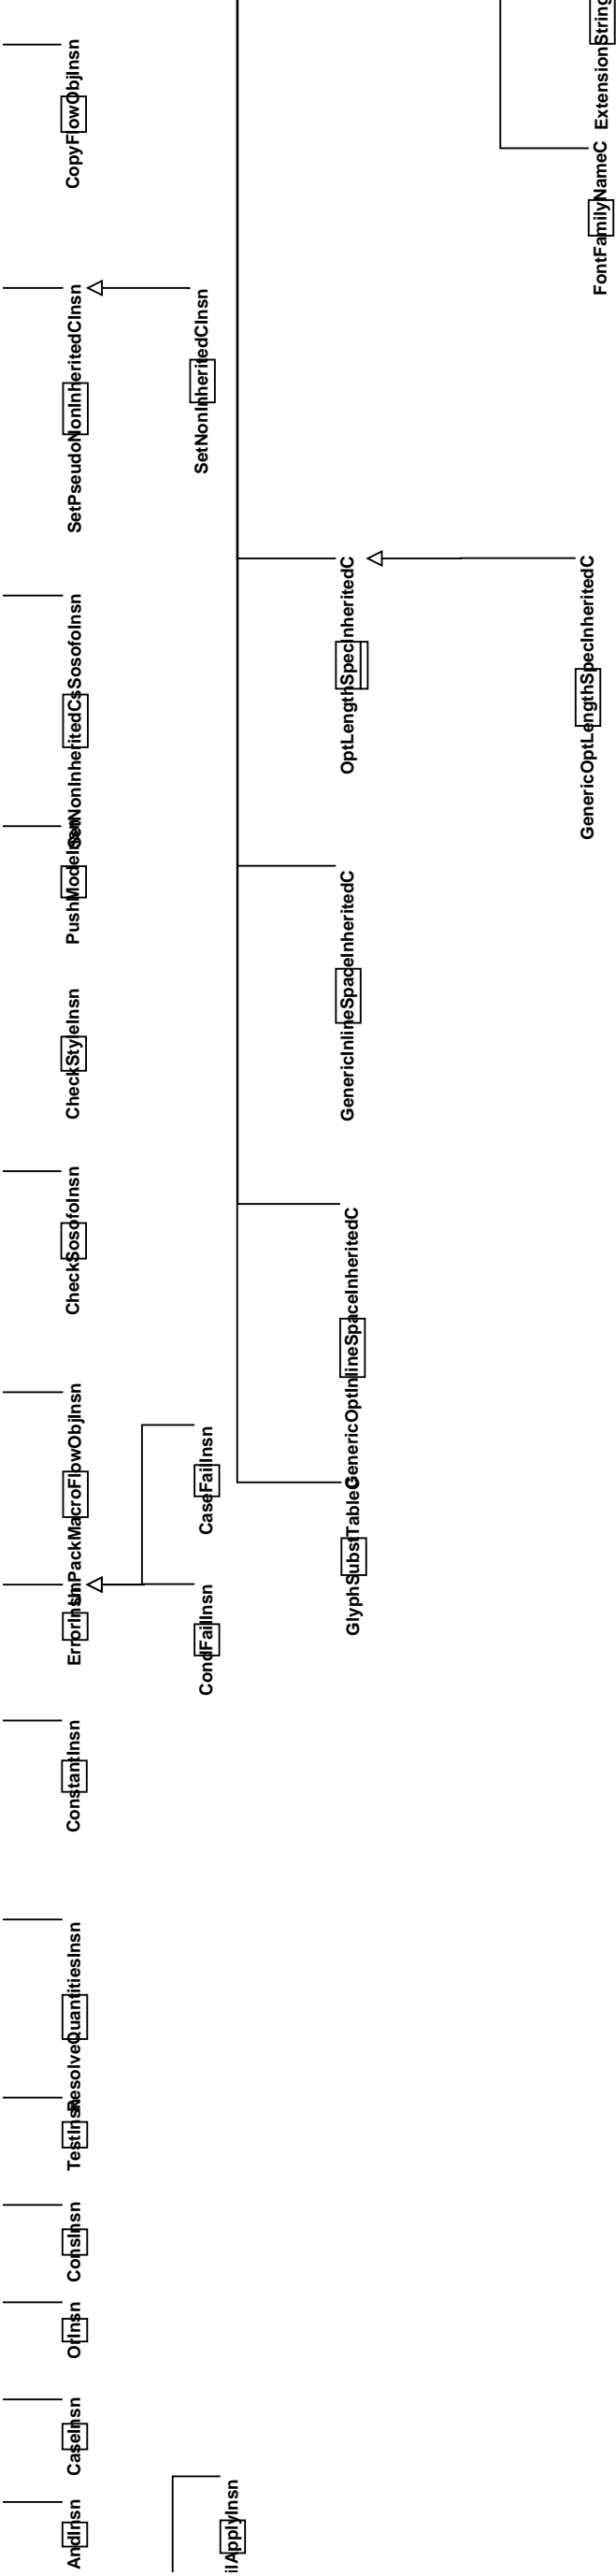 CopyFlowObjInsn
SetPseudoNonInheritedCInsn
SetNonInheritedCsSosofoInsn
PushModeInsn
CheckStyleInsn
CheckSosofoInsn
UnPackMacroFlowObjInsn
ErrorInsn
ConstantInsn
ResolveQuantitiesInsn
TestInsn
ConsInsn
OrInsn
CaseInsn
AndInsn
SetNonInheritedCInsn
CaseFailInsn
CondFailInsn
ilApplyInsn
OptLengthSpecInheritedC
GenericInlineSpaceInheritedC
GenericOptInlineSpaceInheritedC
GlyphSubstTableC
ExtensionString
FontFamilyNameC
GenericOptLengthSpecInheritedC